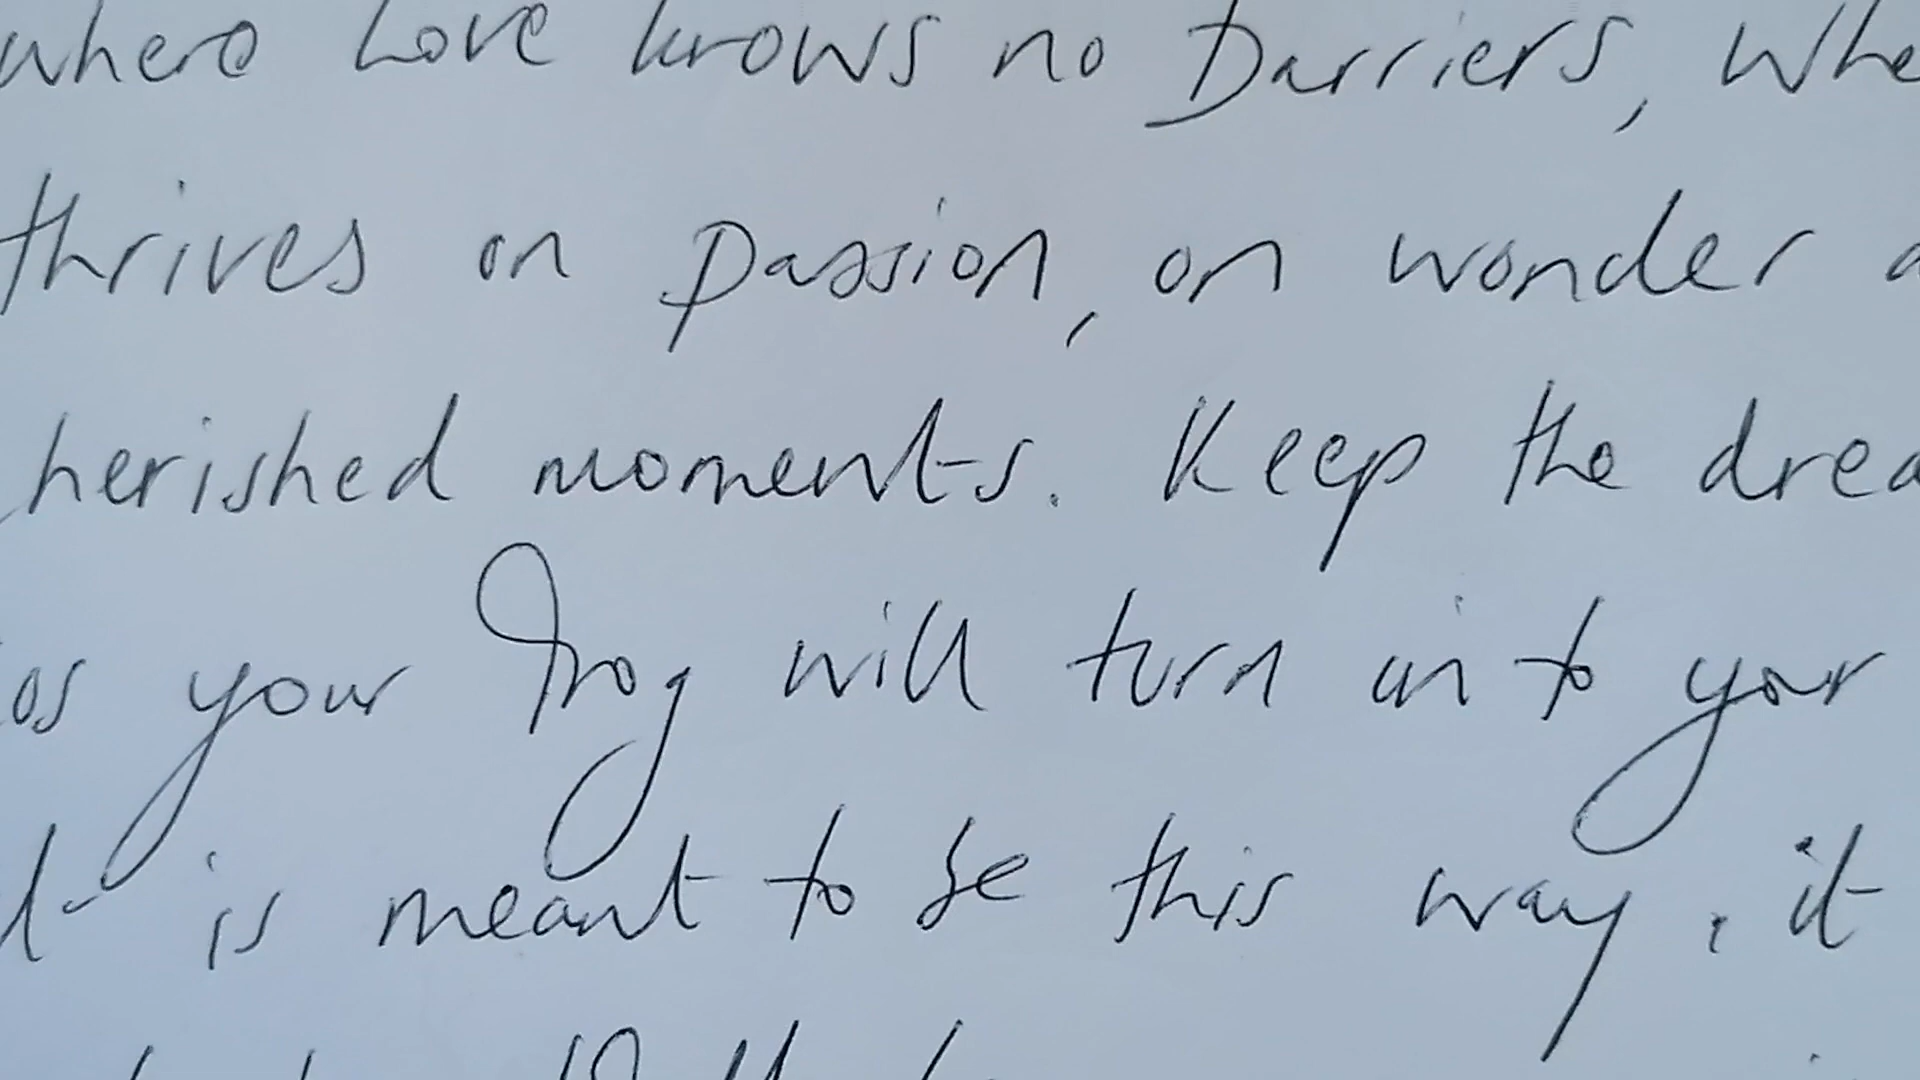 where Love knows no barriers, whe
thrives on passion, on wonder a
herished moments. Keep the drea
os your frog will turn in to your
t is meant to be this way, it